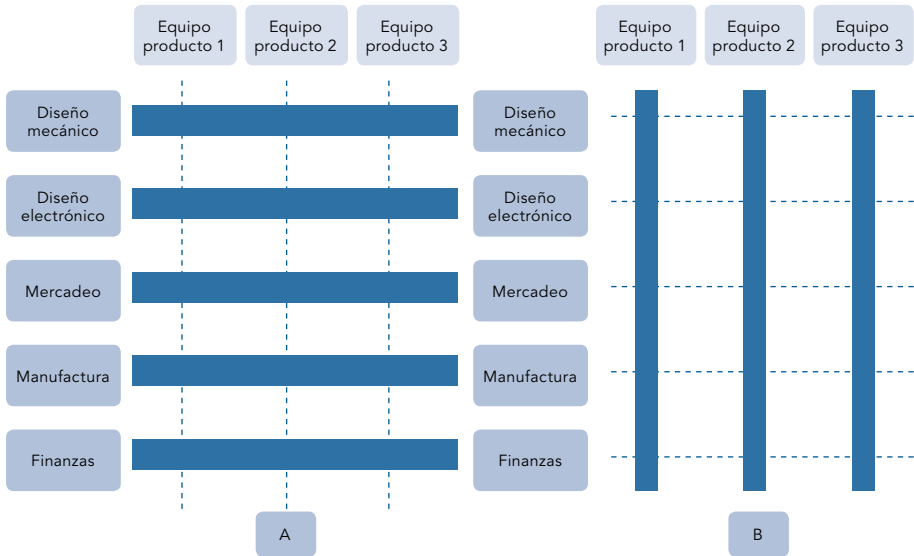 Equipo
producto 1
Equipo
producto 2
Equipo
producto 3
Diseño
mecánico
Diseño
electrónico
Mercadeo
Manufactura
Finanzas
A
Equipo
producto 1
Equipo
producto 2
Equipo
producto 3
Diseño
mecánico
Diseño
electrónico
Mercadeo
Manufactura
Finanzas
B